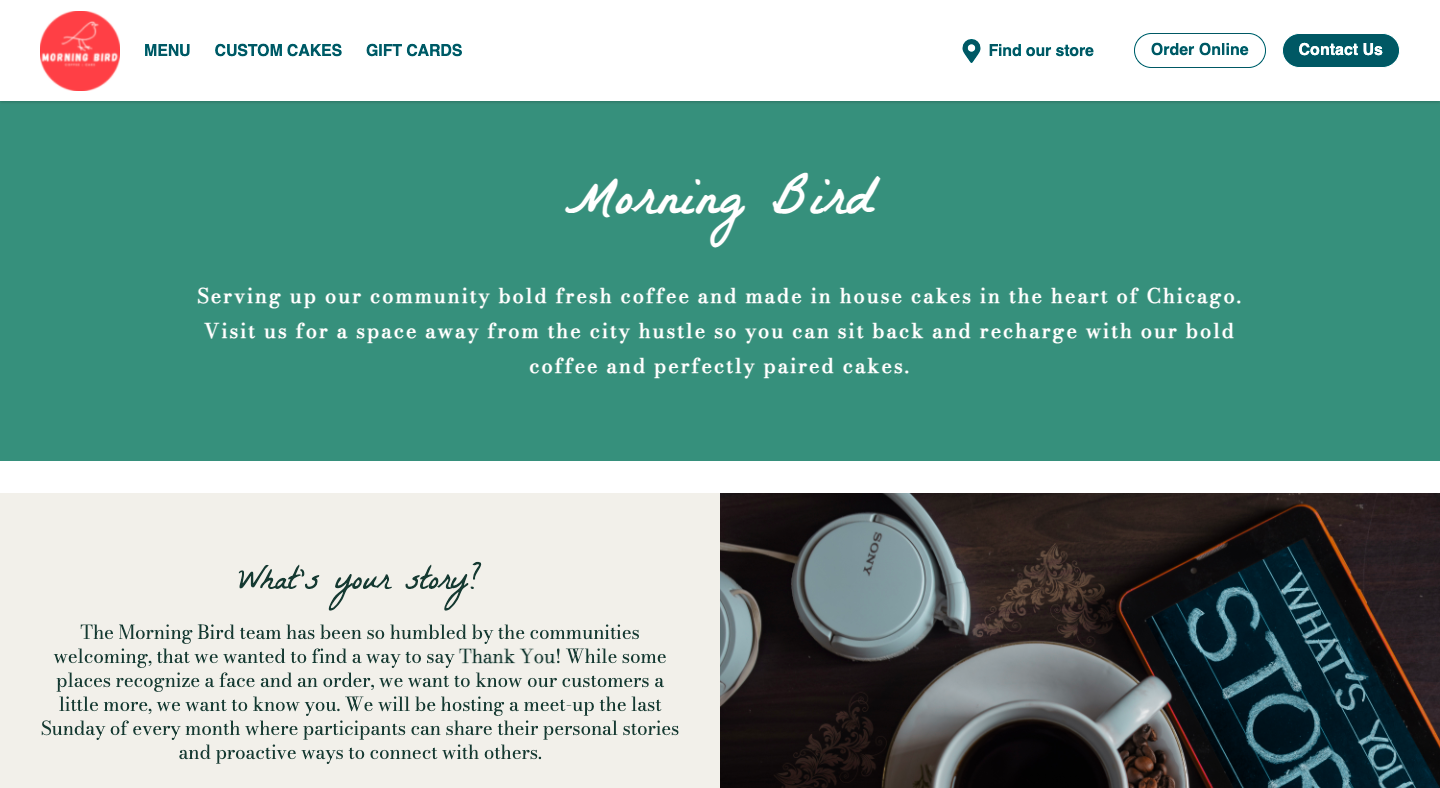 MORNING BIRD
MENU
CUSTOM CAKES
GIFT CARDS
Find our store
Order Online
Contact Us
Morning Bird
Serving up our community bold fresh coffee and made in house cakes in the heart of Chicago.
Visit us for a space away from the city hustle so you can sit back and recharge with our bold
coffee and perfectly paired cakes.
What's your story?
The Morning Bird team has been so humbled by the communities
welcoming, that we wanted to find a way to say Thank You! While some
places recognize a face and an order, we want to know our customers a
little more, we want to know you. We will be hosting a meet-up the last
Sunday of every month where participants can share their personal stories
and proactive ways to connect with others.
SONY
WHAT'S YOU
STOR